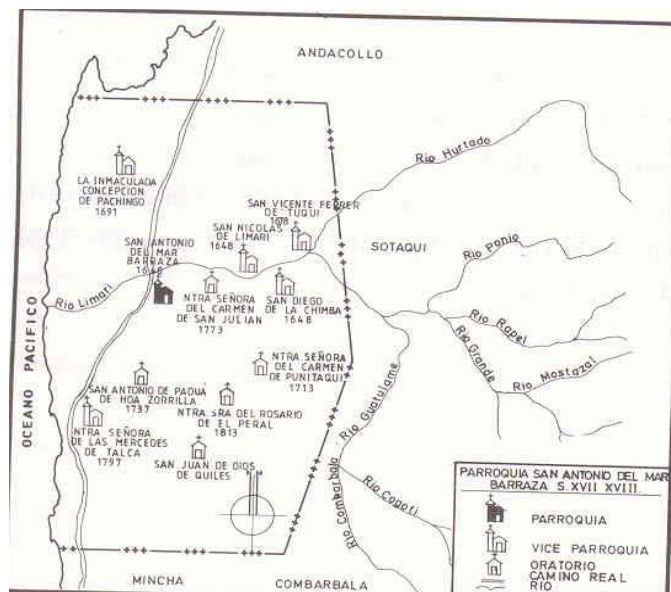 ANDACOLLO
Rio Hurtado
LA INMACULADA
CONCEPCION
DE PACHINGO
1691
SAN VICENTE FERRER
DE TUQUI
1678
SAN NICOLAS
DE LIMARI
1648
SOTAQUI
SAN ANTONIO
DEL MAR
BARRAZA
Rio Ponio
Rio Limari
NTRA SEÑORA
DEL CARMEN
DE SAN JULIAN
1773
SAN DIEGO
DE LA CHIMBA
1648
Rio Rapel
Rio Grande
Rio Mostazal
OCEANO PACIFICO
NTRA SEÑORA
DEL CARMEN
DE PUNITAQUI
1713
Rio Guatulame
SAN ANTONIO DE PADUA
DE HDA ZORRILLA
1737
NTRA SRA DEL ROSARIO
DE EL PERAL
1813
NTRA SEÑORA
DE LAS MERCEDES
DE TALCA
1797
SAN JUAN DE DIOS
DE QUILES
Rio Combarbala
Rio Cogoti
MINCHA
COMBARBALA
PARROQUIA SAN ANTONIO DEL MAR
BARRAZA S.XVII XVIII.
PARROQUIA
VICE PARROQUIA
ORATORIO
CAMINO REAL
RIO